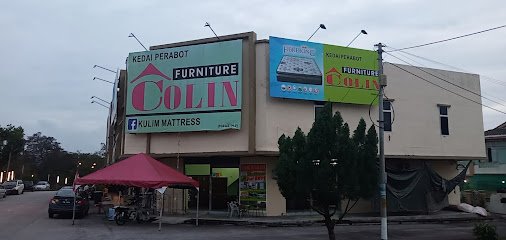 KEDAI PERABOT
FURNITURE
COLIN
f KULIM MATTRESS
KEDAI PERABOT
FURNITURE
COLIN